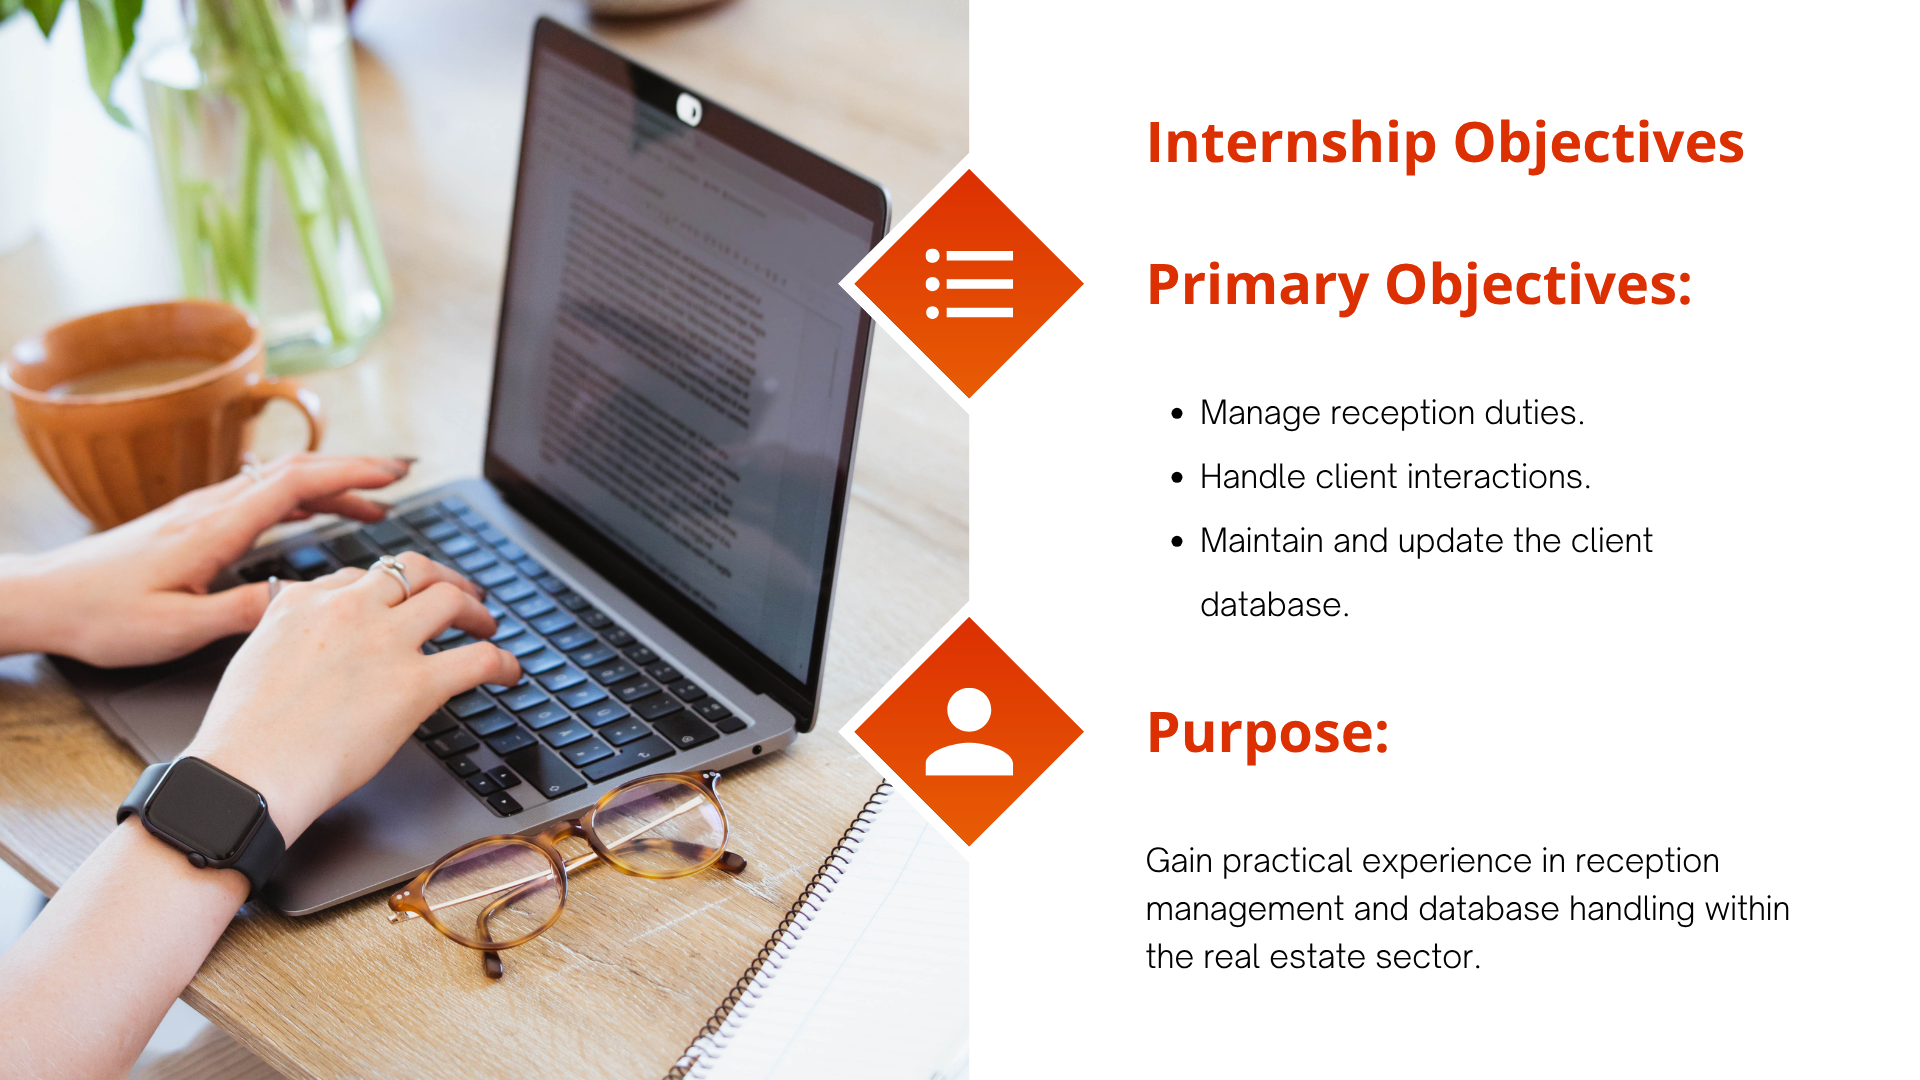 Internship Objectives
Primary Objectives:
• Manage reception duties.
• Handle client interactions.
• Maintain and update the client
database.
Purpose:
Gain practical experience in reception
management and database handling within
the real estate sector.